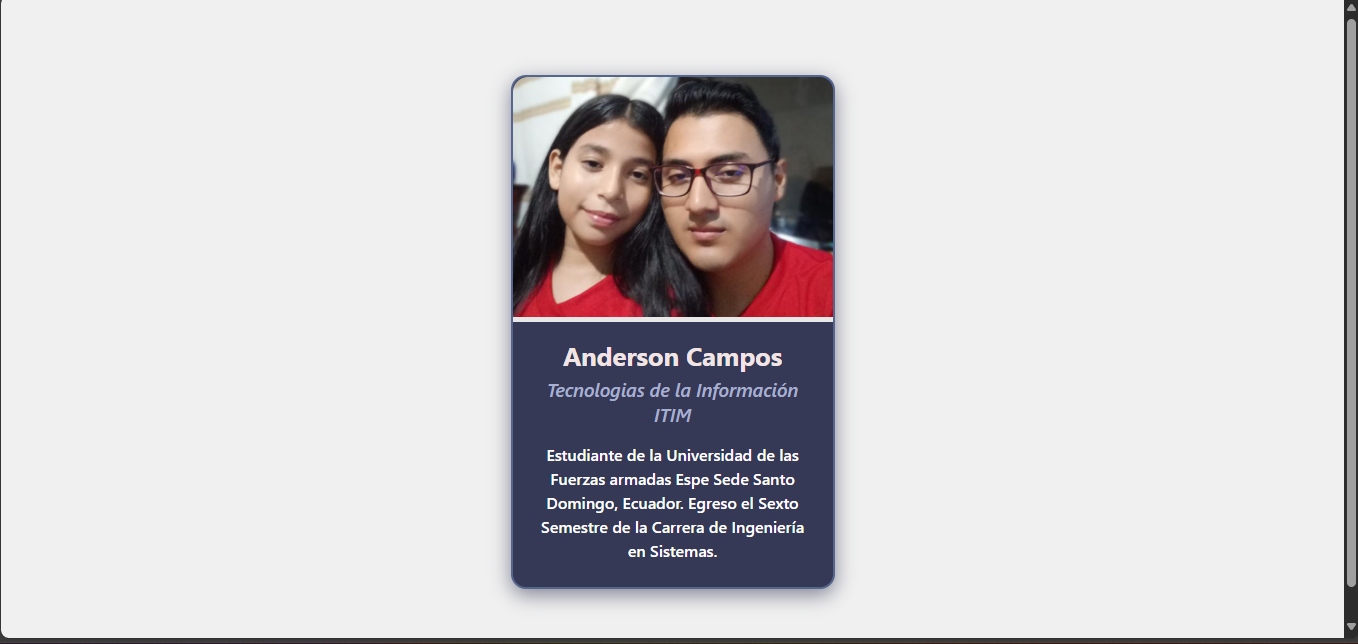 Anderson Campos
Tecnologias de la Información
ITIM
Estudiante de la Universidad de las
Fuerzas armadas Espe Sede Santo
Domingo, Ecuador. Egreso el Sexto
Semestre de la Carrera de Ingeniería
en Sistemas.